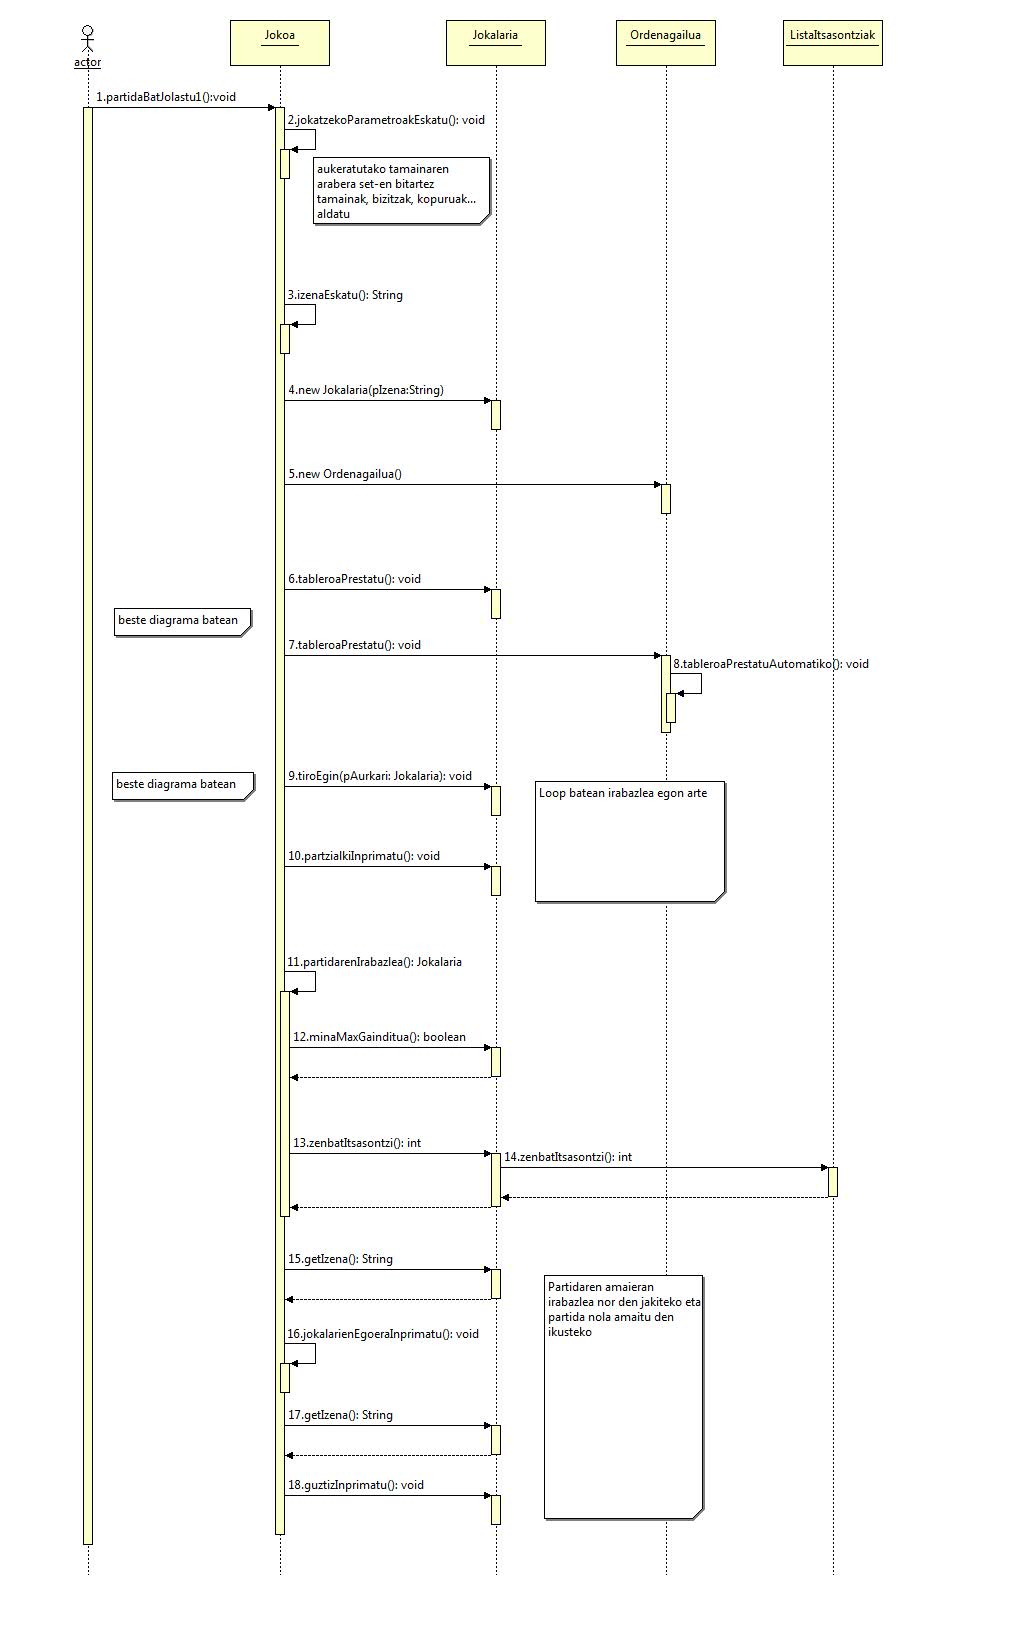 actor
Jokoa
Jokalaria
Ordenagailua
ListaItsasontziak
1.partidaBatJolastu1():void
2.jokatzekoParametroakEskatu(): void
aukeratutako tamainaren
arabera set-en bitartez
tamainak, bizitzak, kopuruak...
aldatu
3.izenaEskatu(): String
4.new Jokalaria(pIzena:String)
5.new Ordenagailua()
6.tableroaPrestatu(): void
beste diagrama batean
7.tableroaPrestatu(): void
8.tableroaPrestatuAutomatiko(): void
beste diagrama batean
9.tiroEgin(pAurkari: Jokalaria): void
Loop batean irabazlea egon arte
10.partzialkiInprimatu(): void
11.partidarenIrabazlea(): Jokalaria
12.minaMaxGainditua(): boolean
13.zenbatItsasontzi(): int
14.zenbatItsasontzi(): int
15.getIzena(): String
Partidaren amaieran
irabazlea nor den jakiteko eta
partida nola amaitu den
ikusteko
16.jokalarienEgoeraInprimatu(): void
17.getIzena(): String
18.guztizInprimatu(): void